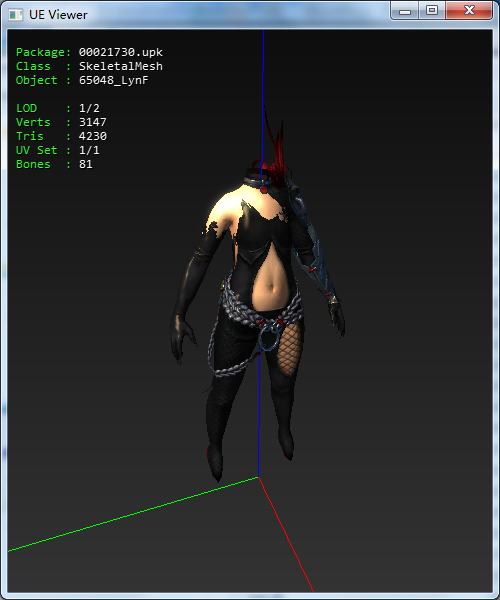 UE Viewer
Package: 00021730.upk
Class : SkeletalMesh
Object : 65048_LynF
LOD : 1/2
Verts : 3147
Tris : 4230
UV Set : 1/1
Bones : 81